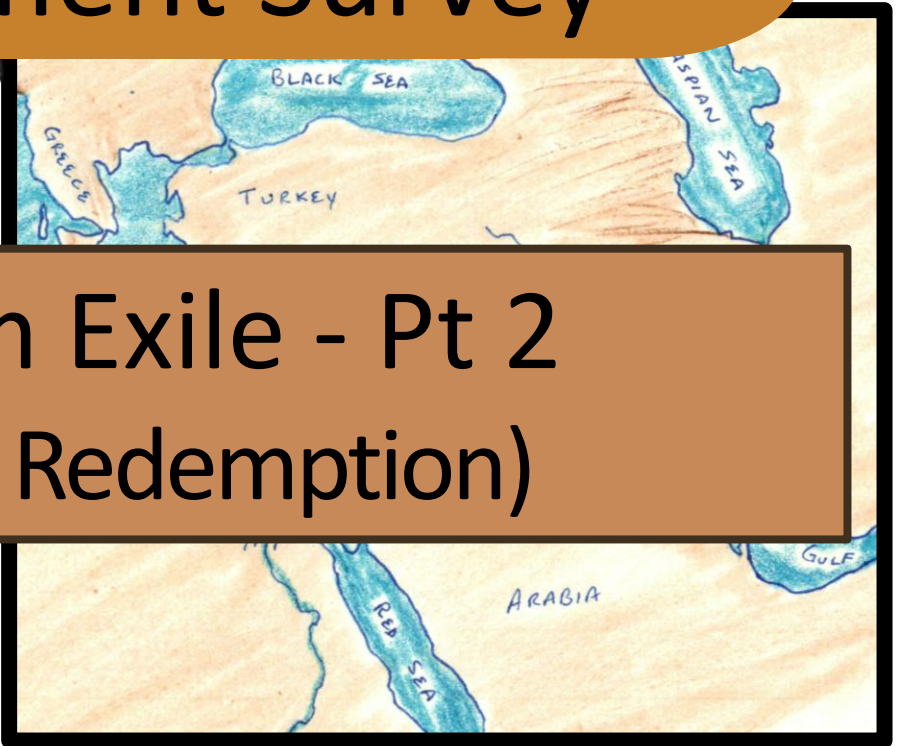 ment Survey
BLACK SEA
ASPIAN
SEA
GREECE
TURKEY
n Exile - Pt 2
Redemption)
GULF
ARABIA
RED
SEA